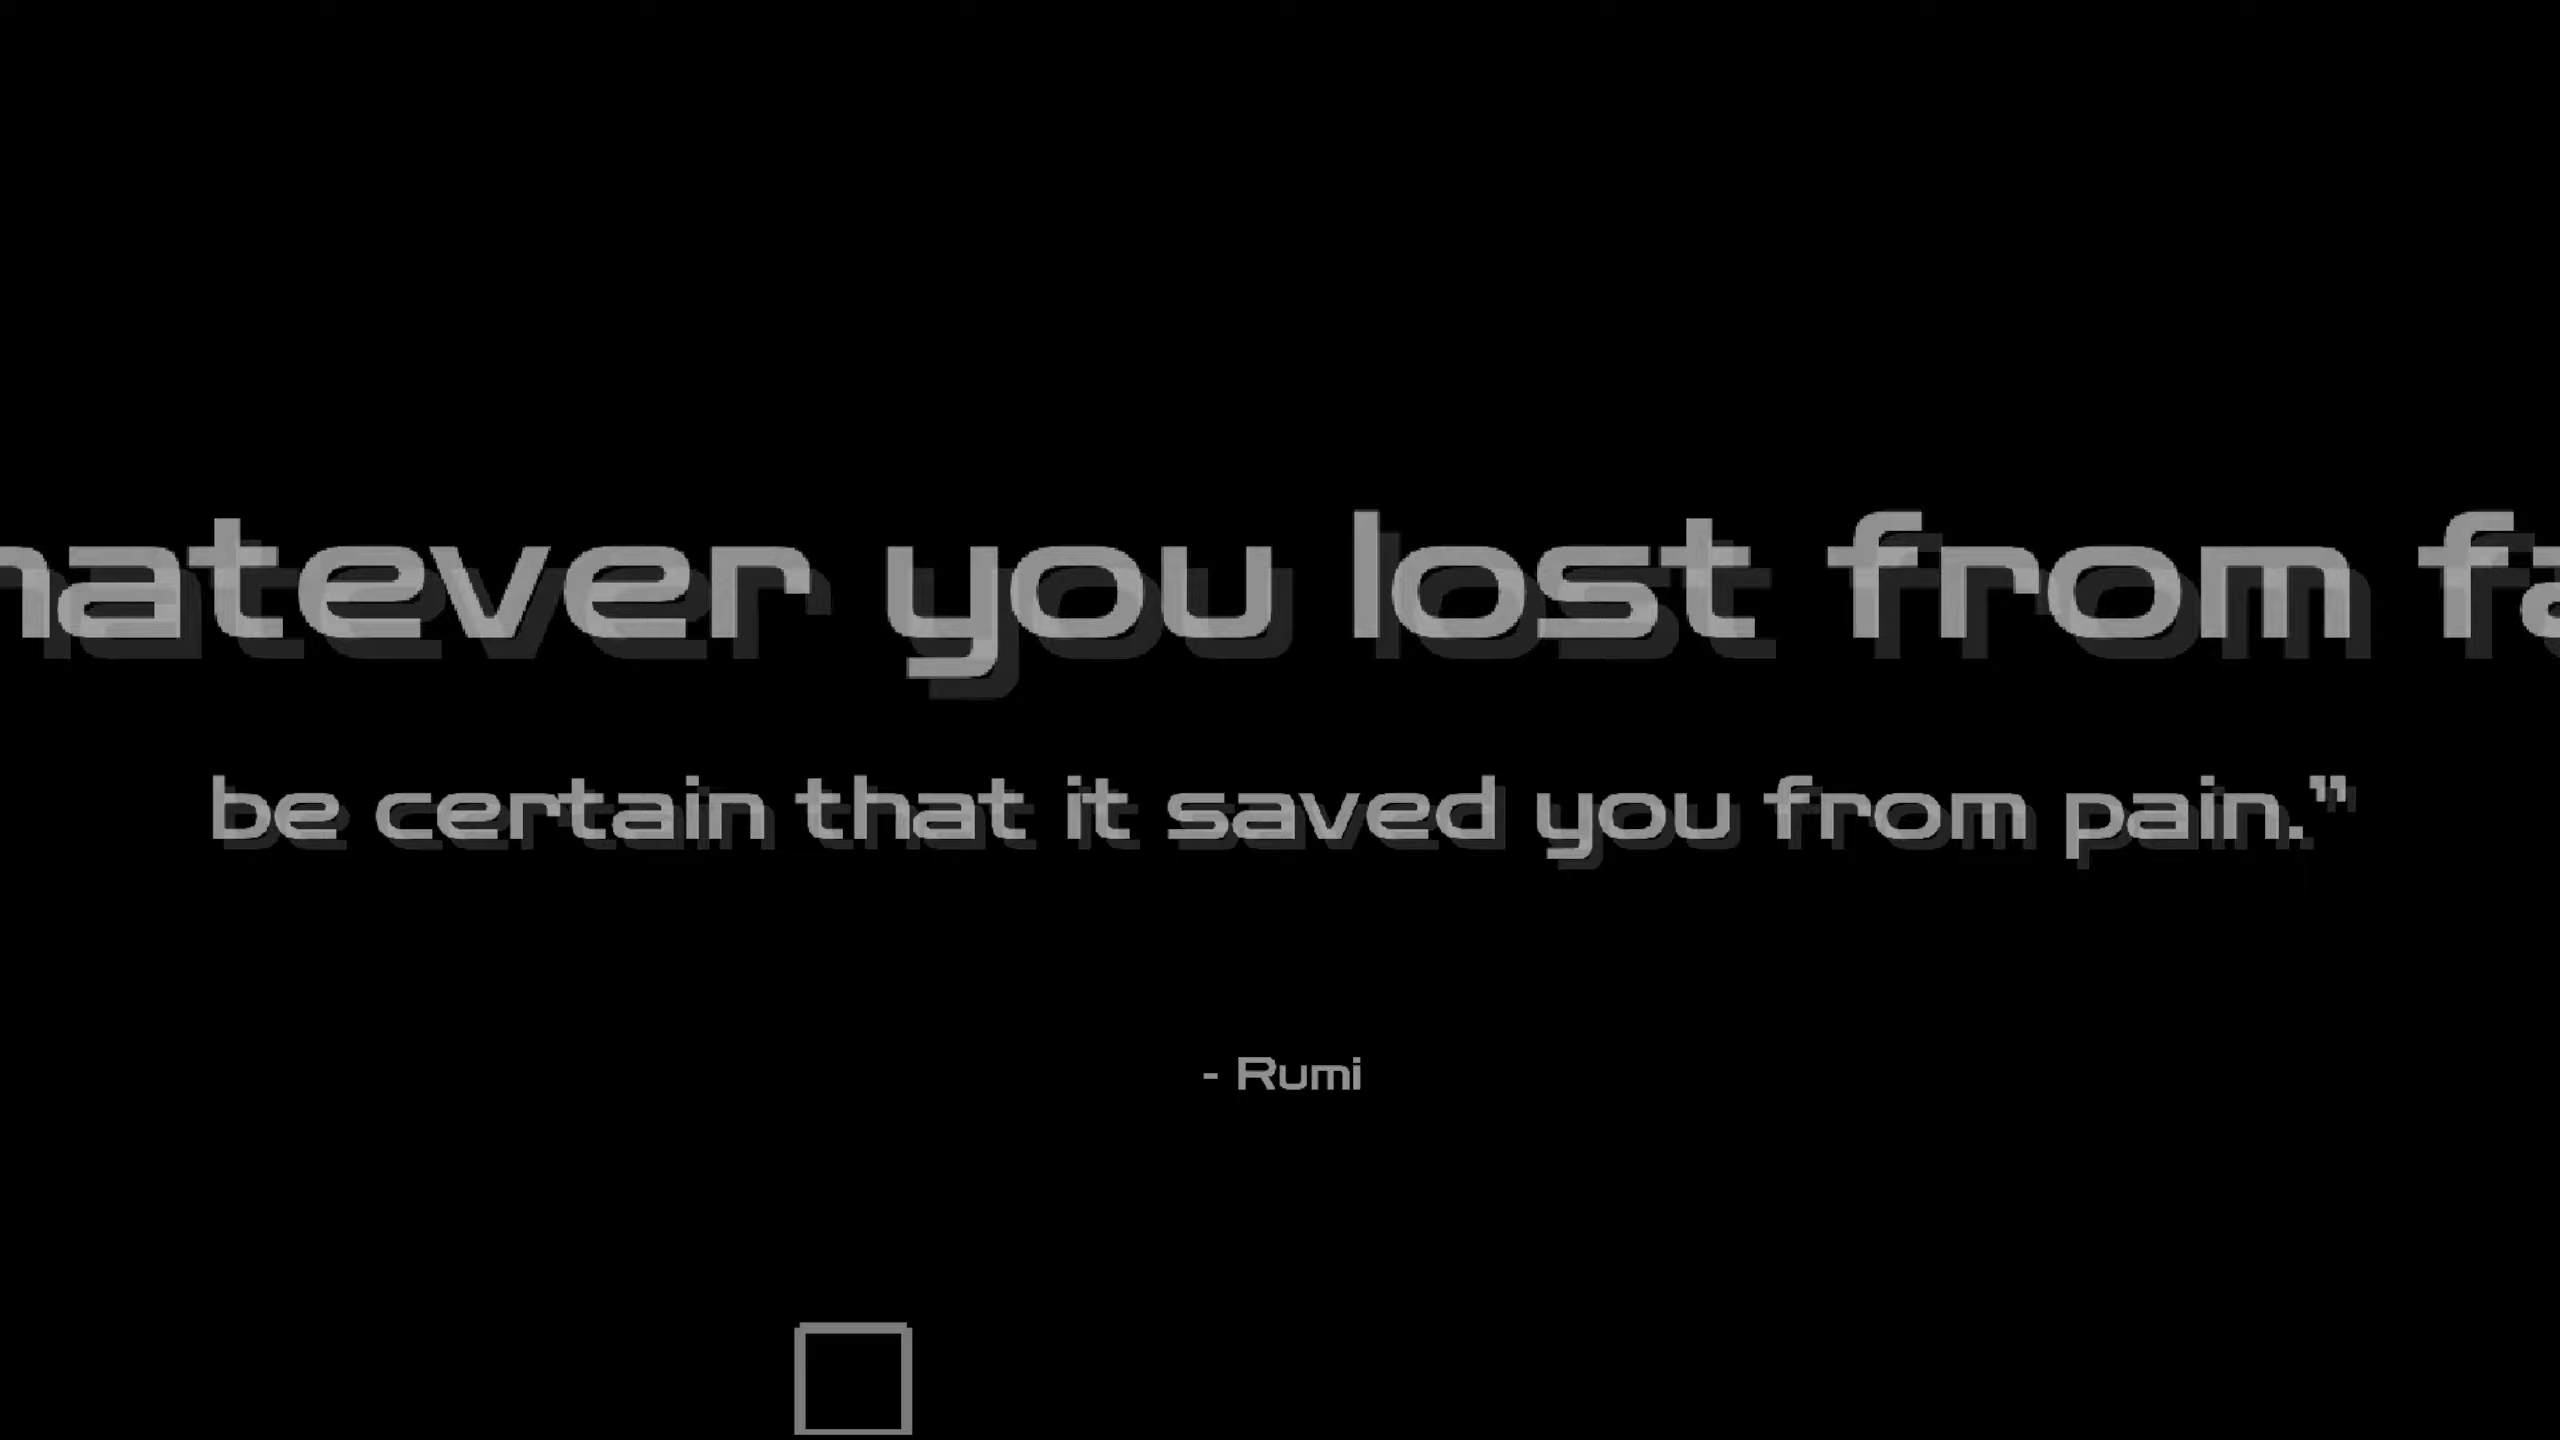 hatever you lost from fa
be certain that it saved you from pain.”
- Rumi